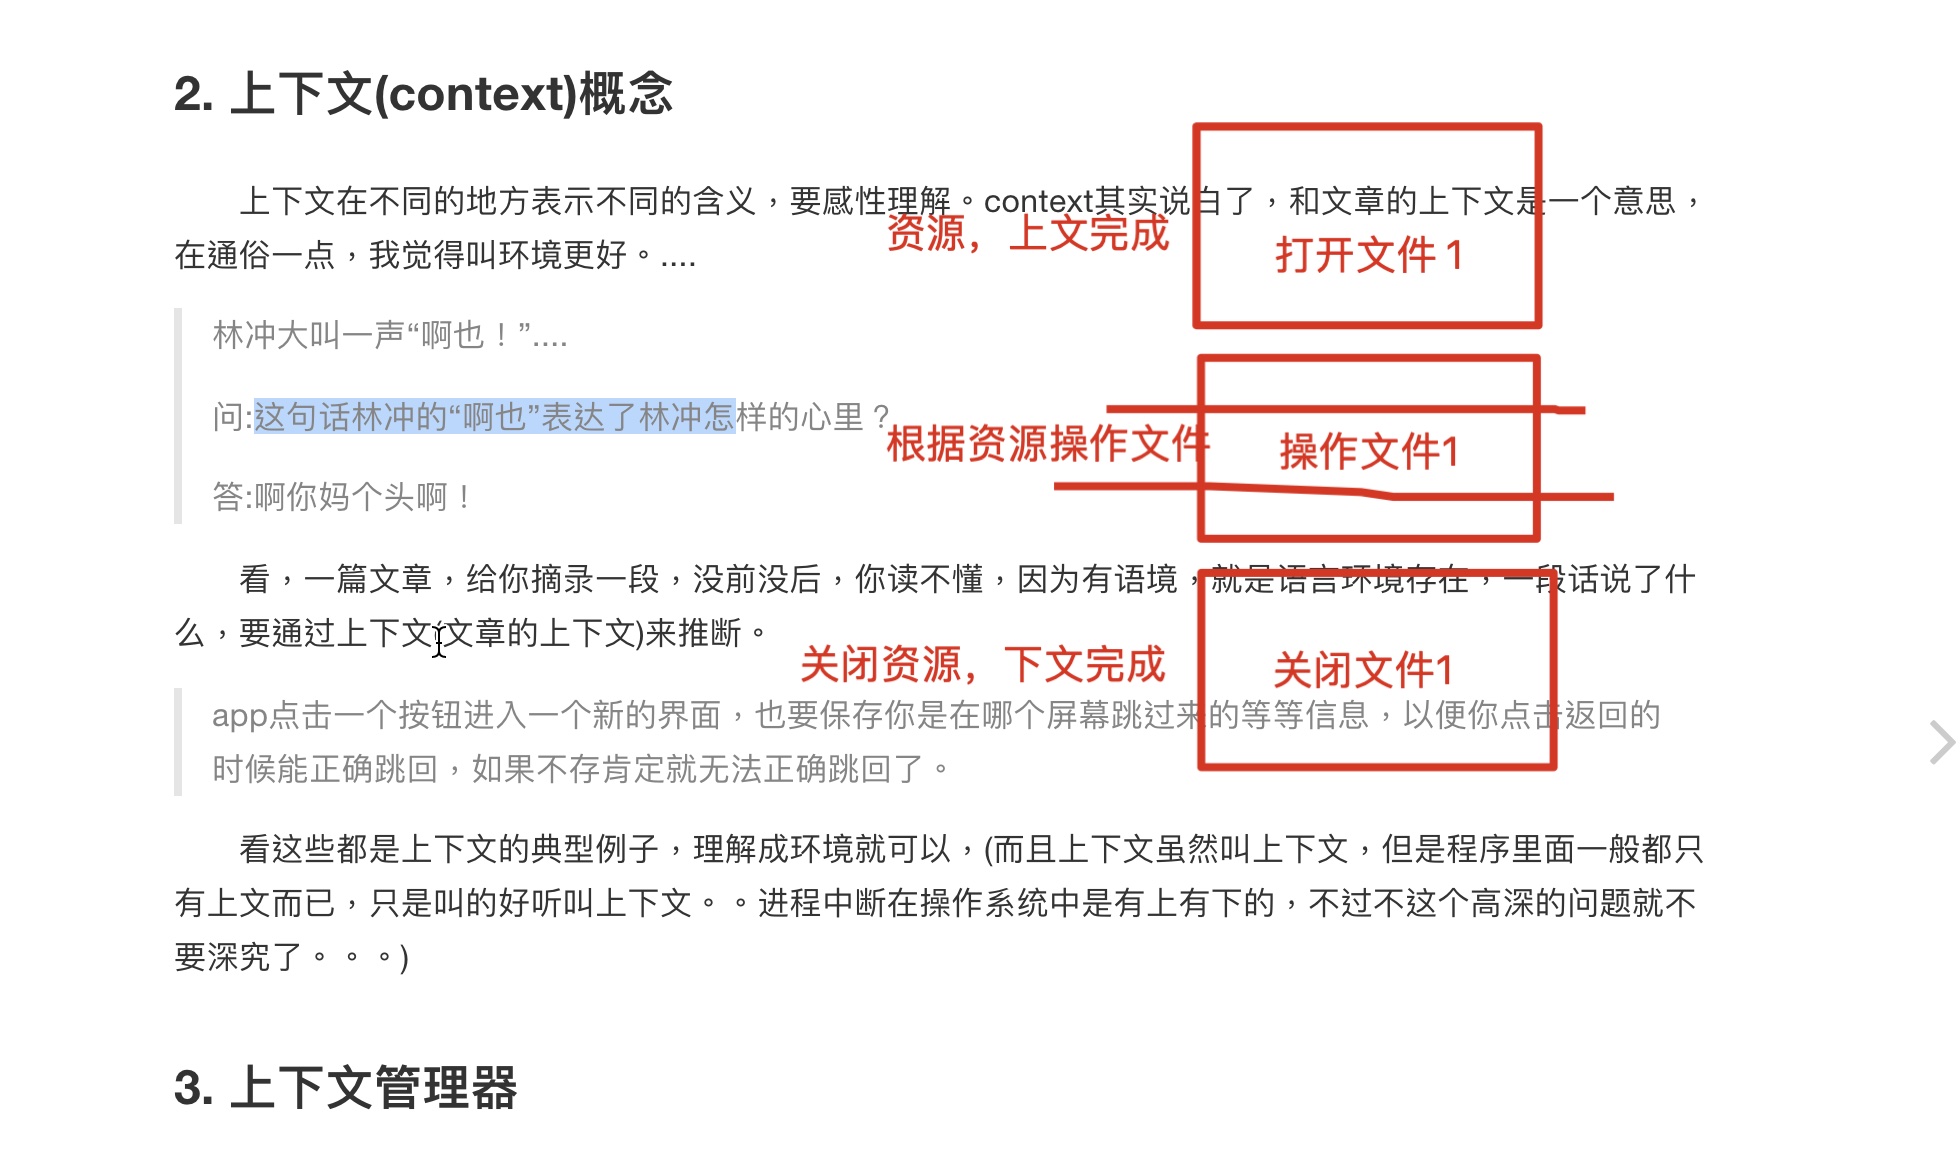 2. 上下文(context)概念
上下文在不同的地方表示不同的含义，要感性理解。context其实说白了，和文章的上下文是一个意思，
在通俗一点，我觉得叫环境更好。....
资源，上文完成
打开文件 1
林冲大叫一声“啊也！”....
问:这句话林冲的“啊也”表达了林冲怎样的心里？
根据资源操作文件
操作文件1
答:啊你妈个头啊！
看，一篇文章，给你摘录一段，没前没后，你读不懂，因为有语境，就是语言环境存在，一段话说了什
么，要通过上下文(文章的上下文)来推断。
关闭资源，下文完成
关闭文件1
app点击一个按钮进入一个新的界面，也要保存你是在哪个屏幕跳过来的等等信息，以便你点击返回的
时候能正确跳回，如果不存肯定就无法正确跳回了。
看这些都是上下文的典型例子，理解成环境就可以，(而且上下文虽然叫上下文，但是程序里面一般都只
有上文而已，只是叫的好听叫上下文。。进程中断在操作系统中是有上有下的，不过不这个高深的问题就不
要深究了。。。)
3. 上下文管理器